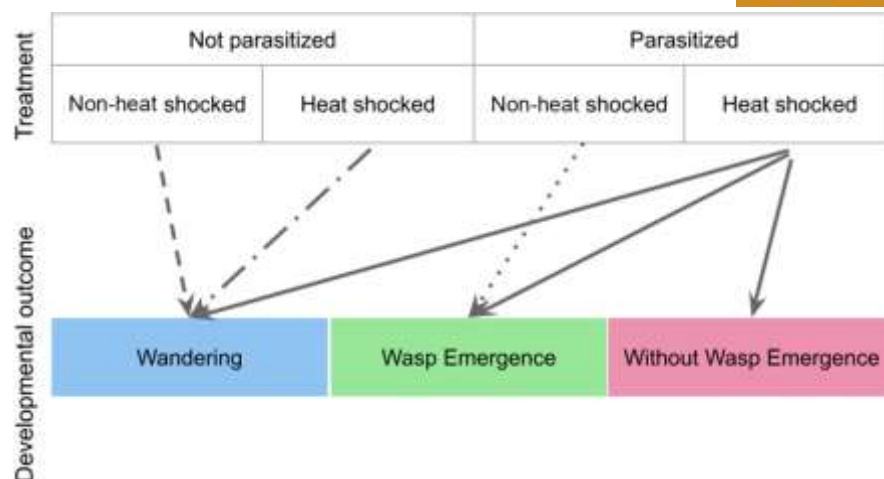 Treatment
Not parasitized
Parasitized
Non-heat shocked
Heat shocked
Non-heat shocked
Heat shocked
Developmental outcome
Wandering
Wasp Emergence
Without Wasp Emergence